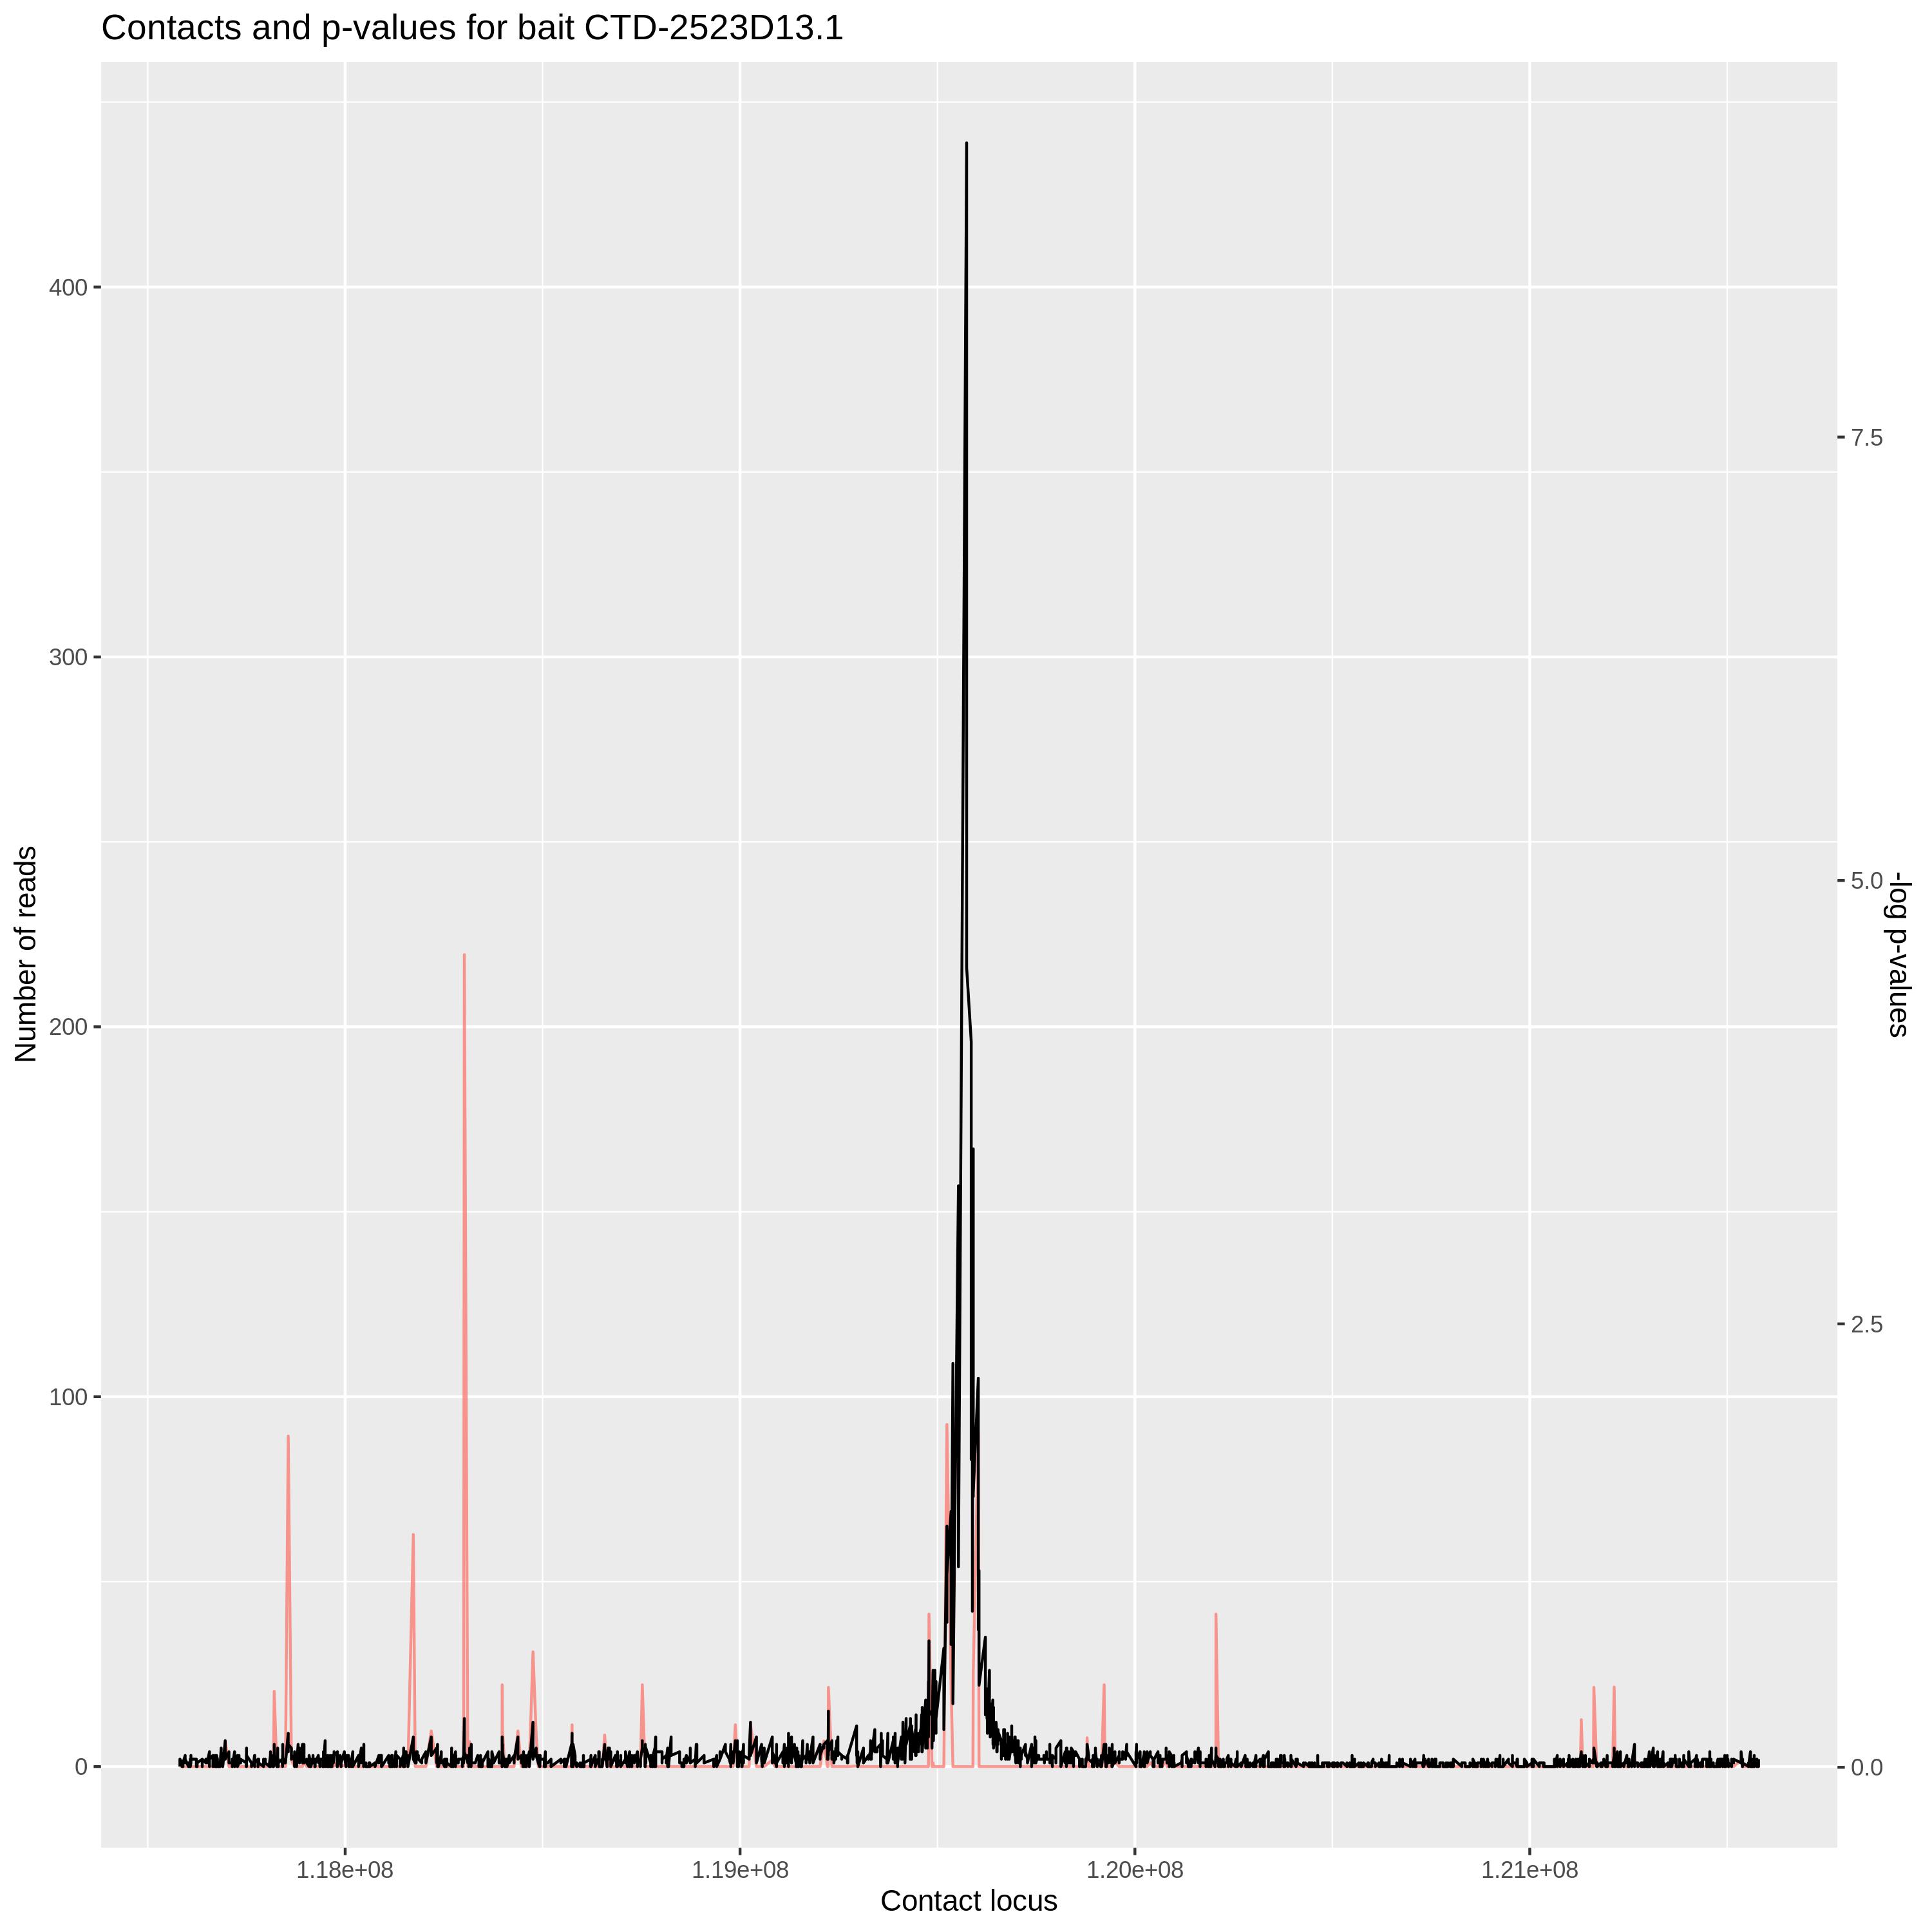 Contacts and p-values for bait CTD-2523D13.1
400
300
200
100
0
Number of reads
7.5
5.0
2.5
0.0
-log p-values
1.18e+08
1.19e+08
1.20e+08
1.21e+08
Contact locus